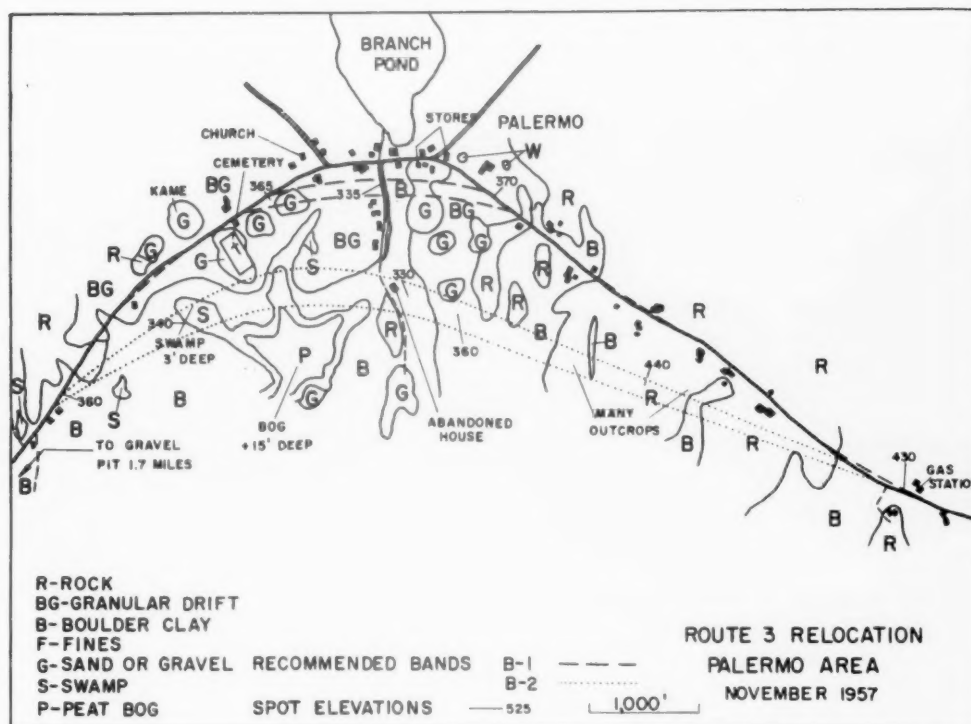 BRANCH
POND
STORES
CHURCH
PALERMO
W
CEMETERY
BG
365
335
B
370
KAME
G
G
G
G
BG
R
R
G
G
BG
G
G
B
G
S
R
R
BG
330
G
R
R
340
S
SWAMP
3' DEEP
R
B
B
360
P
B
440
R
R
S
360
S
B
B
G
G
MANY
OUTCROPS
B
R
BOG
+15' DEEP
ABANDONED
HOUSE
TO GRAVEL
PIT 1.7 MILES
B
430
GAS
STATION
B
R
R-ROCK
BG-GRANULAR DRIFT
B-BOULDER CLAY
F-FINES
G-SAND OR GRAVEL RECOMMENDED BANDS B-1
S-SWAMP B-2
P-PEAT BOG SPOT ELEVATIONS 525 1,000'
ROUTE 3 RELOCATION
PALERMO AREA
NOVEMBER 1957